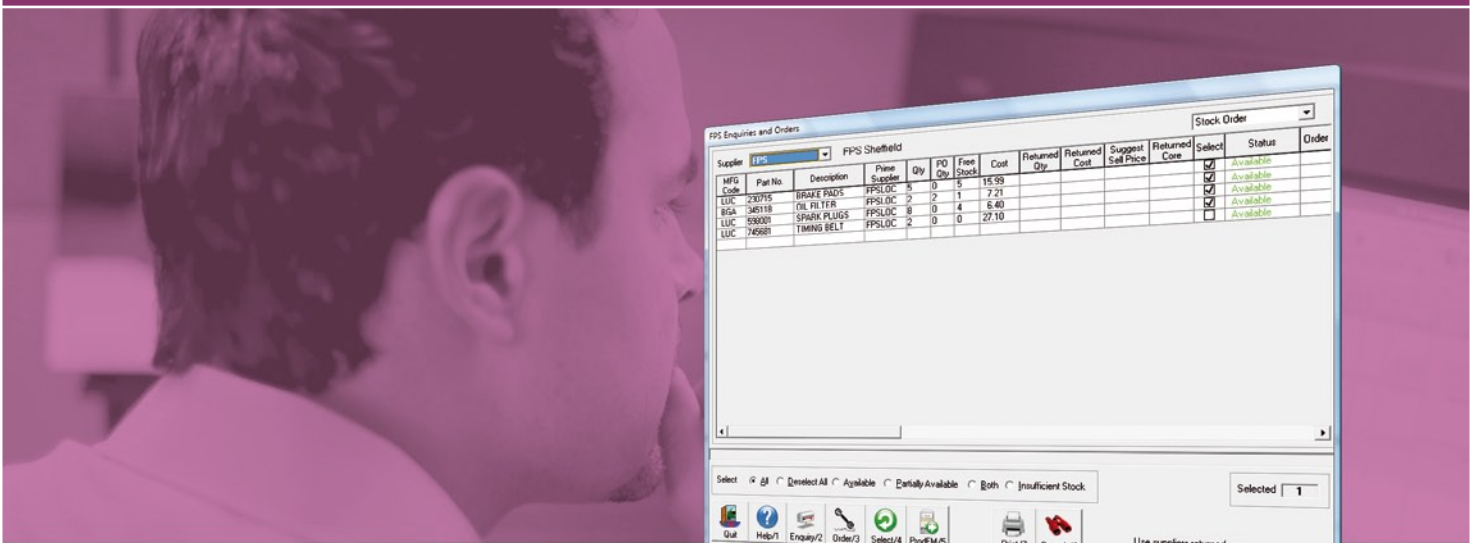 FPS Enquiries and Orders
Stock Order
Supplier FPS FPS Sheffield
MFG Code Part No. Description Prime Supplier Qty PO Qty Free Stock Cost Returned Qty Returned Cost Suggest Sell Price Returned Core Select Status Order
LUC 230715 BRAKE PADS FPSLOC 5 0 5 15.99 Available
BGA 345118 OIL FILTER FPSLOC 2 2 1 7.21 Available
LUC 598001 SPARK PLUGS FPSLOC 8 0 4 6.40 Available
LUC 745681 TIMING BELT FPSLOC 2 0 0 27.10 Available
Select All Deselect All Available Partially Available Both Insufficient Stock
Selected 1
Quit Help/1 Enquiry/2 Order/3 Select/4 ProdFM/5
Use suppliers returned